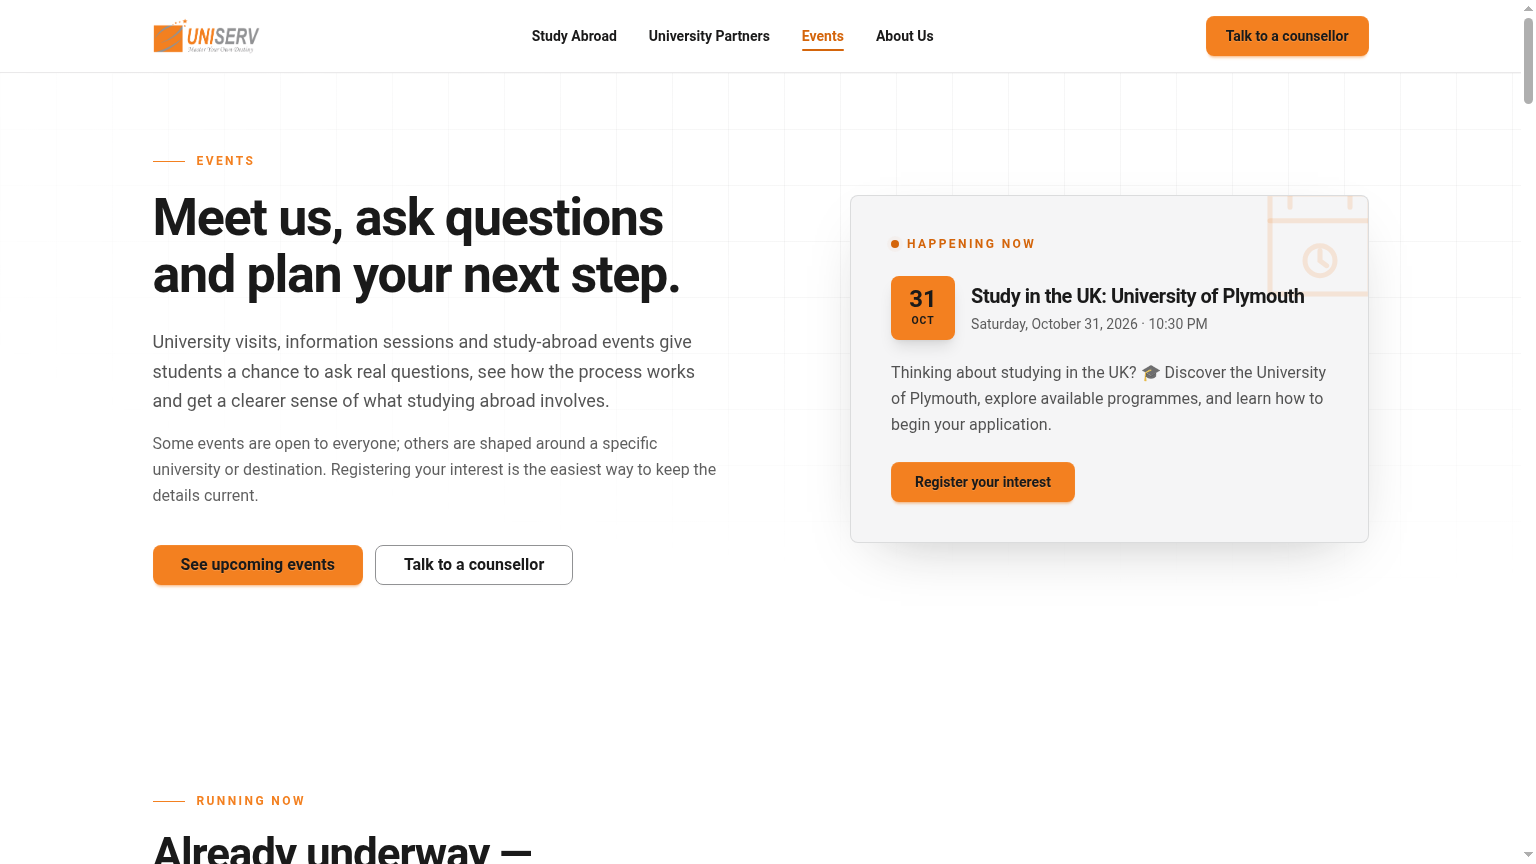 UNISERV
Master Your Own Destiny
Study Abroad
University Partners
Events
About Us
Talk to a counsellor
EVENTS
Meet us, ask questions
and plan your next step.
University visits, information sessions and study-abroad events give
students a chance to ask real questions, see how the process works
and get a clearer sense of what studying abroad involves.
Some events are open to everyone; others are shaped around a specific
university or destination. Registering your interest is the easiest way to keep the
details current.
See upcoming events
Talk to a counsellor
HAPPENING NOW
31
OCT
Study in the UK: University of Plymouth
Saturday, October 31, 2026 · 10:30 PM
Thinking about studying in the UK? 🎓 Discover the University
of Plymouth, explore available programmes, and learn how to
begin your application.
Register your interest
RUNNING NOW
Already underway —